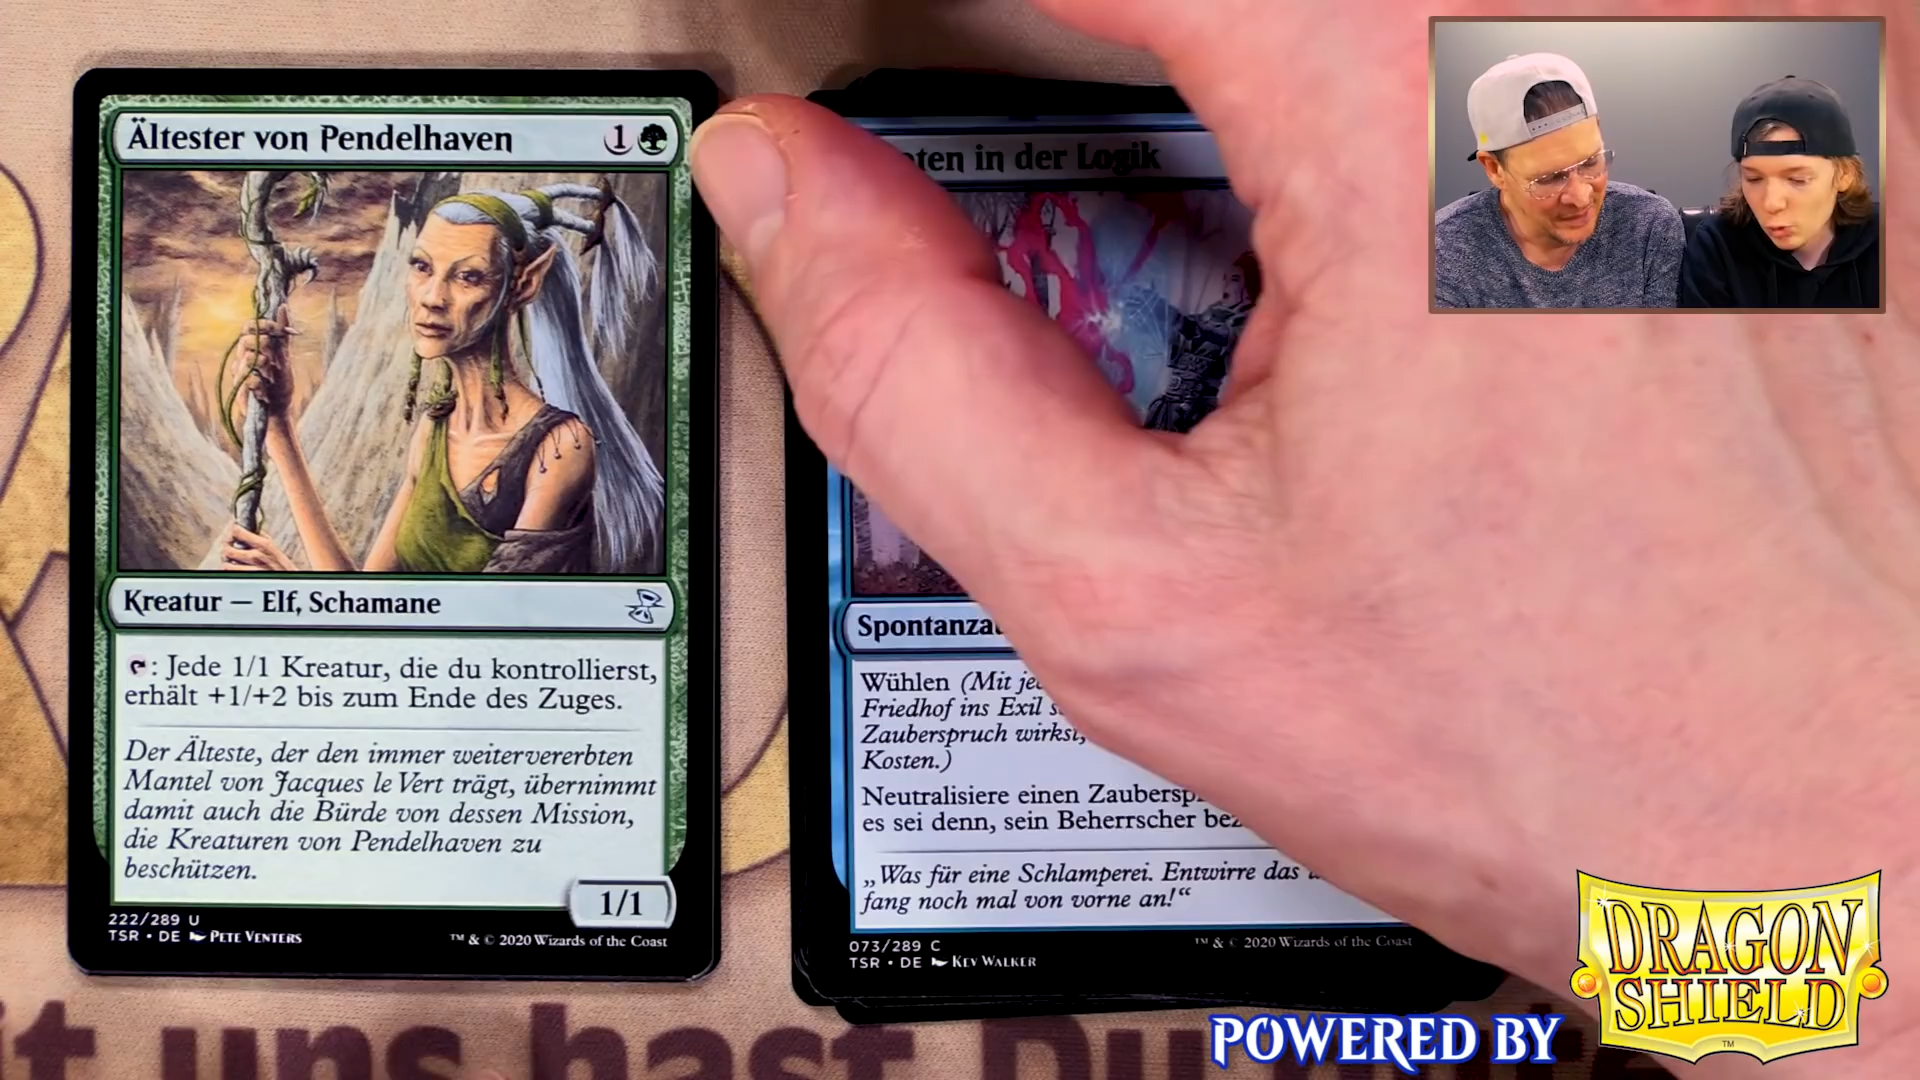 Ältester von Pendelhaven 1
Kreatur — Elf, Schamane
: Jede 1/1 Kreatur, die du kontrollierst,
erhält +1/+2 bis zum Ende des Zuges.
Der Älteste, der den immer weitervererbten
Mantel von Jacques le Vert trägt, übernimmt
damit auch die Bürde von dessen Mission,
die Kreaturen von Pendelhaven zu
beschützen.
1/1
222/289 U
TSR • DE PETE VENTERS
™ & © 2020 Wizards of the Coast
in der Logik
Wühlen (Mit
Friedhof ins Exil
Zauberspruch wirkst,
Kosten.)
Neutralisiere einen
es sei denn, sein Beherrscher
„Was für eine Schlamperei. Entwirre das
fang noch mal von vorne an!“
073/289 C
TSR • DE KEV WALKER
™ & © 2020 Wizards of the Coast
it uns hast Du
POWERED BY
DRAGON
SHIELD
™